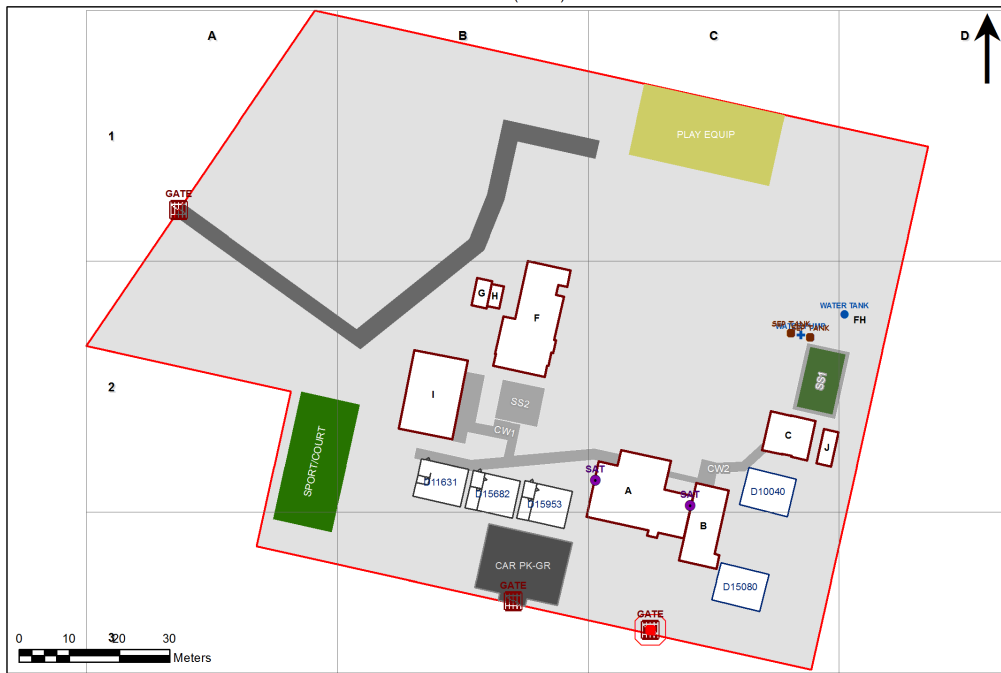 A
B
C
D
1
PLAY EQUIP
GATE
G
H
F
WATER TANK
FH
SS1
2
I
SS2
CW1
C
J
SPORT/COURT
CW2
SAT
A
SAT
D11631
D15682
D15953
D10040
B
CAR PK-GR
GATE
D15080
GATE
3
0 10 20 30
Meters